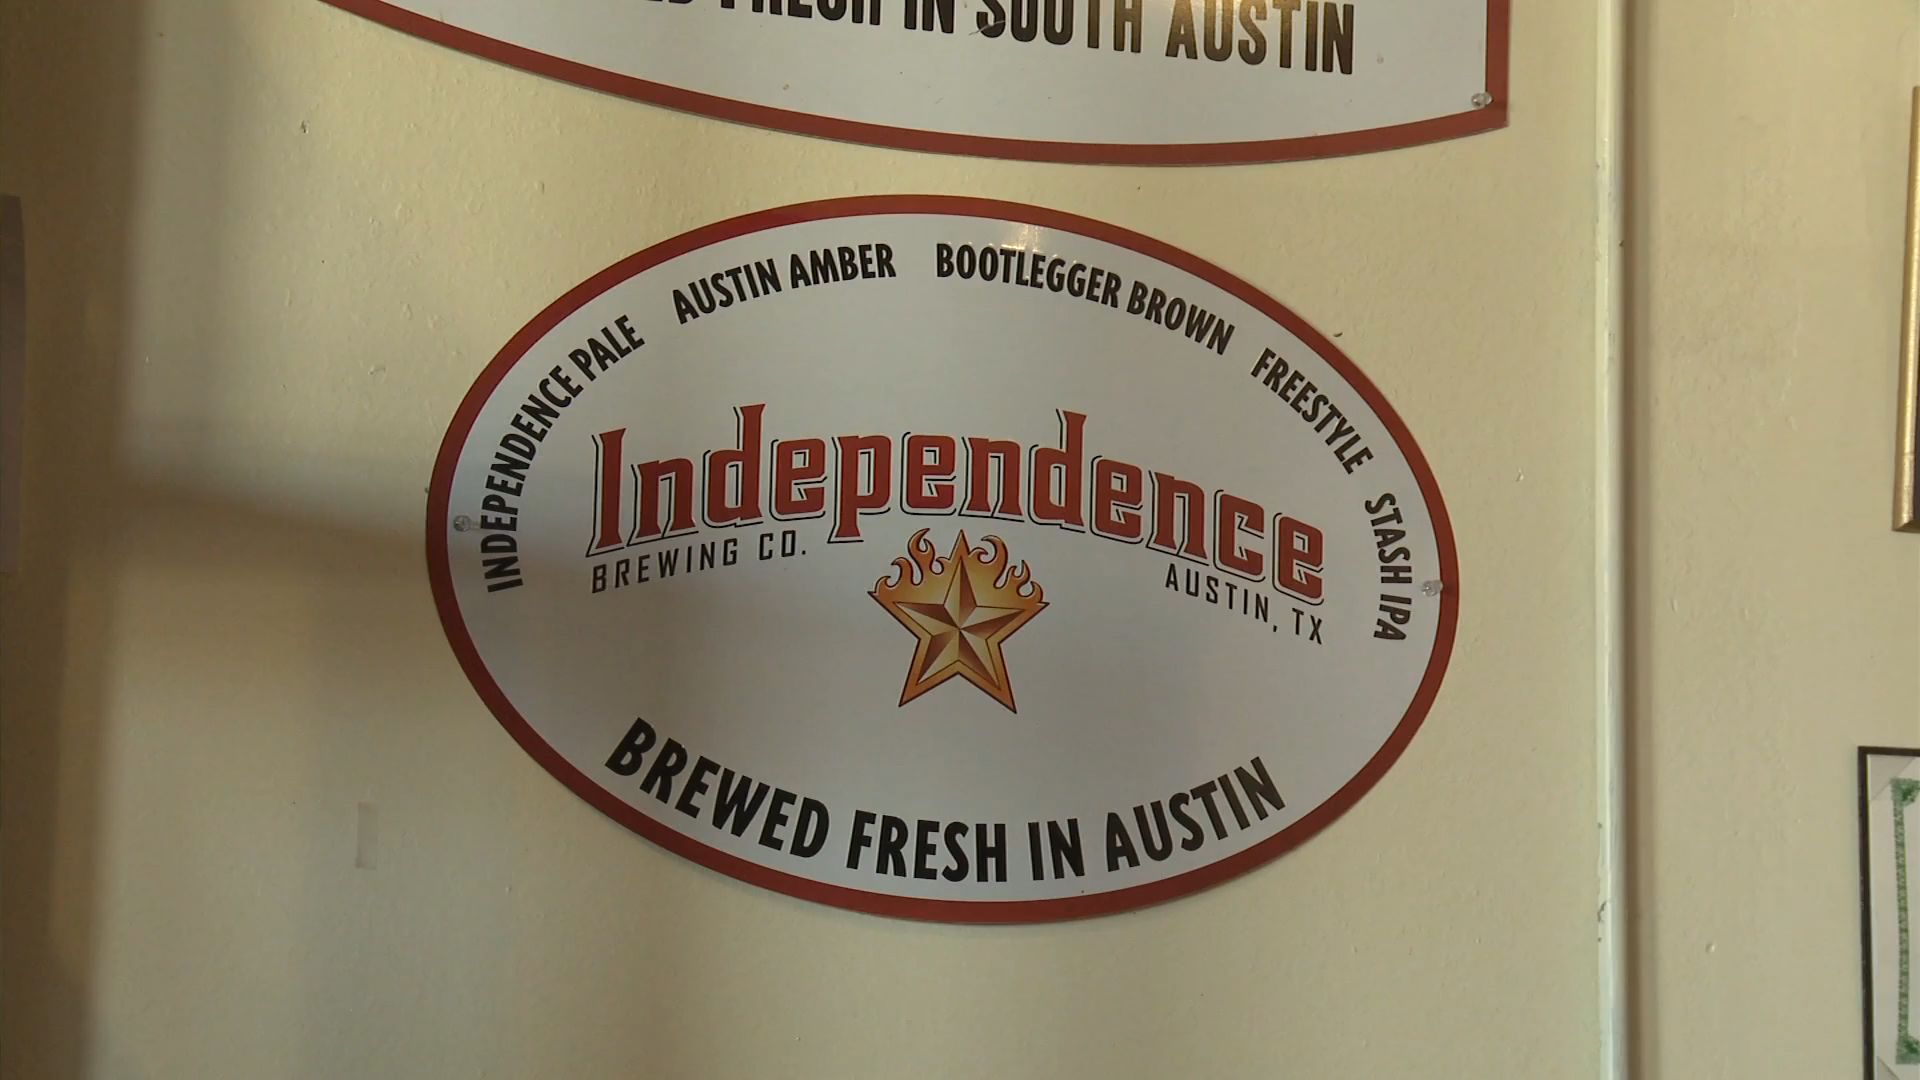 FRESH IN SOUTH AUSTIN
INDEPENDENCE PALE AUSTIN AMBER BOOTLEGGER BROWN FREESTYLE STASH IPA
Independence
BREWING CO.
AUSTIN, TX
BREWED FRESH IN AUSTIN